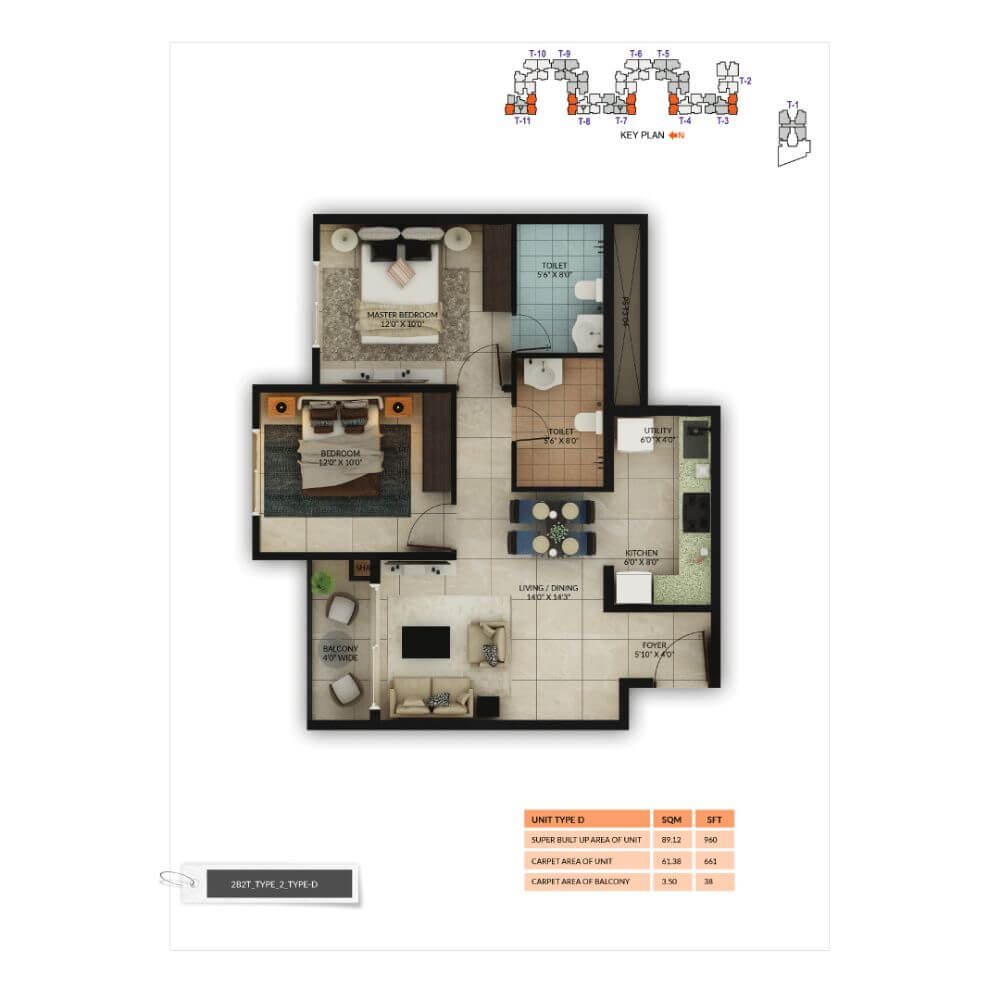 T-10 T-9 T-6 T-5
T-2
T-1
T-11 T-8 T-7 T-4 T-3
KEY PLAN N
TOILET
5'6" X 8'0"
MASTER BEDROOM
12'0" X 10'0"
TOILET
5'6" X 8'0"
UTILITY
6'0" X 4'0"
BEDROOM
12'0" X 10'0"
KITCHEN
6'0" X 8'0"
LIVING / DINING
14'0" X 14'3"
FOYER
5'10" X 4'0"
BALCONY
4'0" WIDE
UNIT TYPE D SQM SFT
SUPER BUILT UP AREA OF UNIT 89.12 960
CARPET AREA OF UNIT 61.38 661
CARPET AREA OF BALCONY 3.50 38
2B2T_TYPE_2_TYPE-D